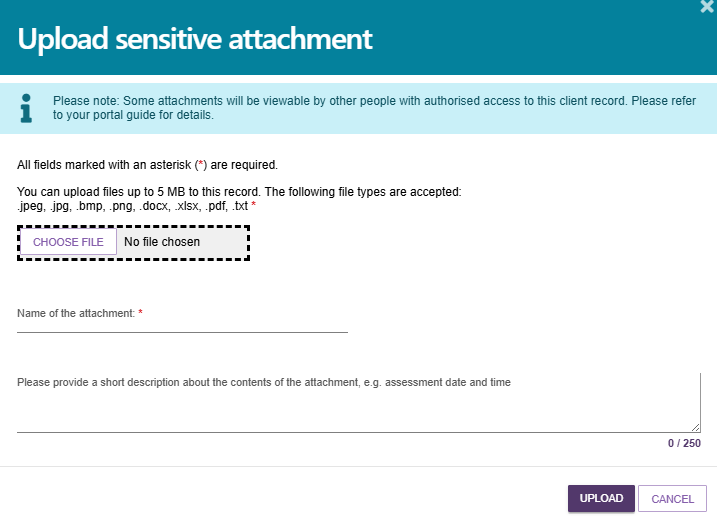 Upload sensitive attachment
Please note: Some attachments will be viewable by other people with authorised access to this client record. Please refer
to your portal guide for details.
All fields marked with an asterisk (*) are required.
You can upload files up to 5 MB to this record. The following file types are accepted:
.jpeg, .jpg, .bmp, .png, .docx, .xlsx, .pdf, .txt *
CHOOSE FILE No file chosen
Name of the attachment: *
Please provide a short description about the contents of the attachment, e.g. assessment date and time
0 / 250
UPLOAD CANCEL